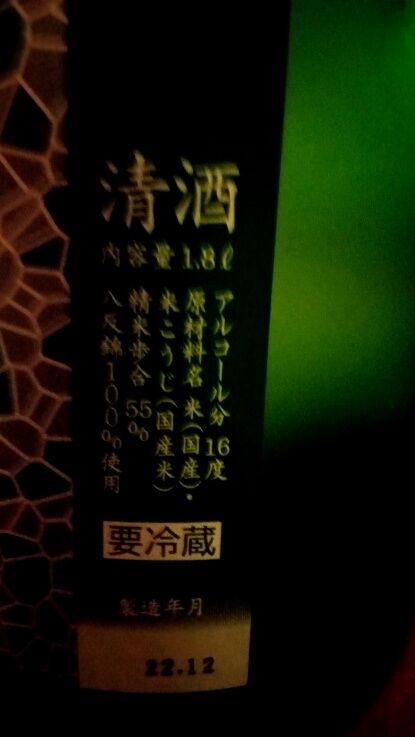 清酒
内容量1.8ℓ
アルコール分 16度
原材料名 米(国産)・
米こうじ(国産米)
精米歩合 55%
八反錦100%使用
要冷蔵
製造年月
22.12